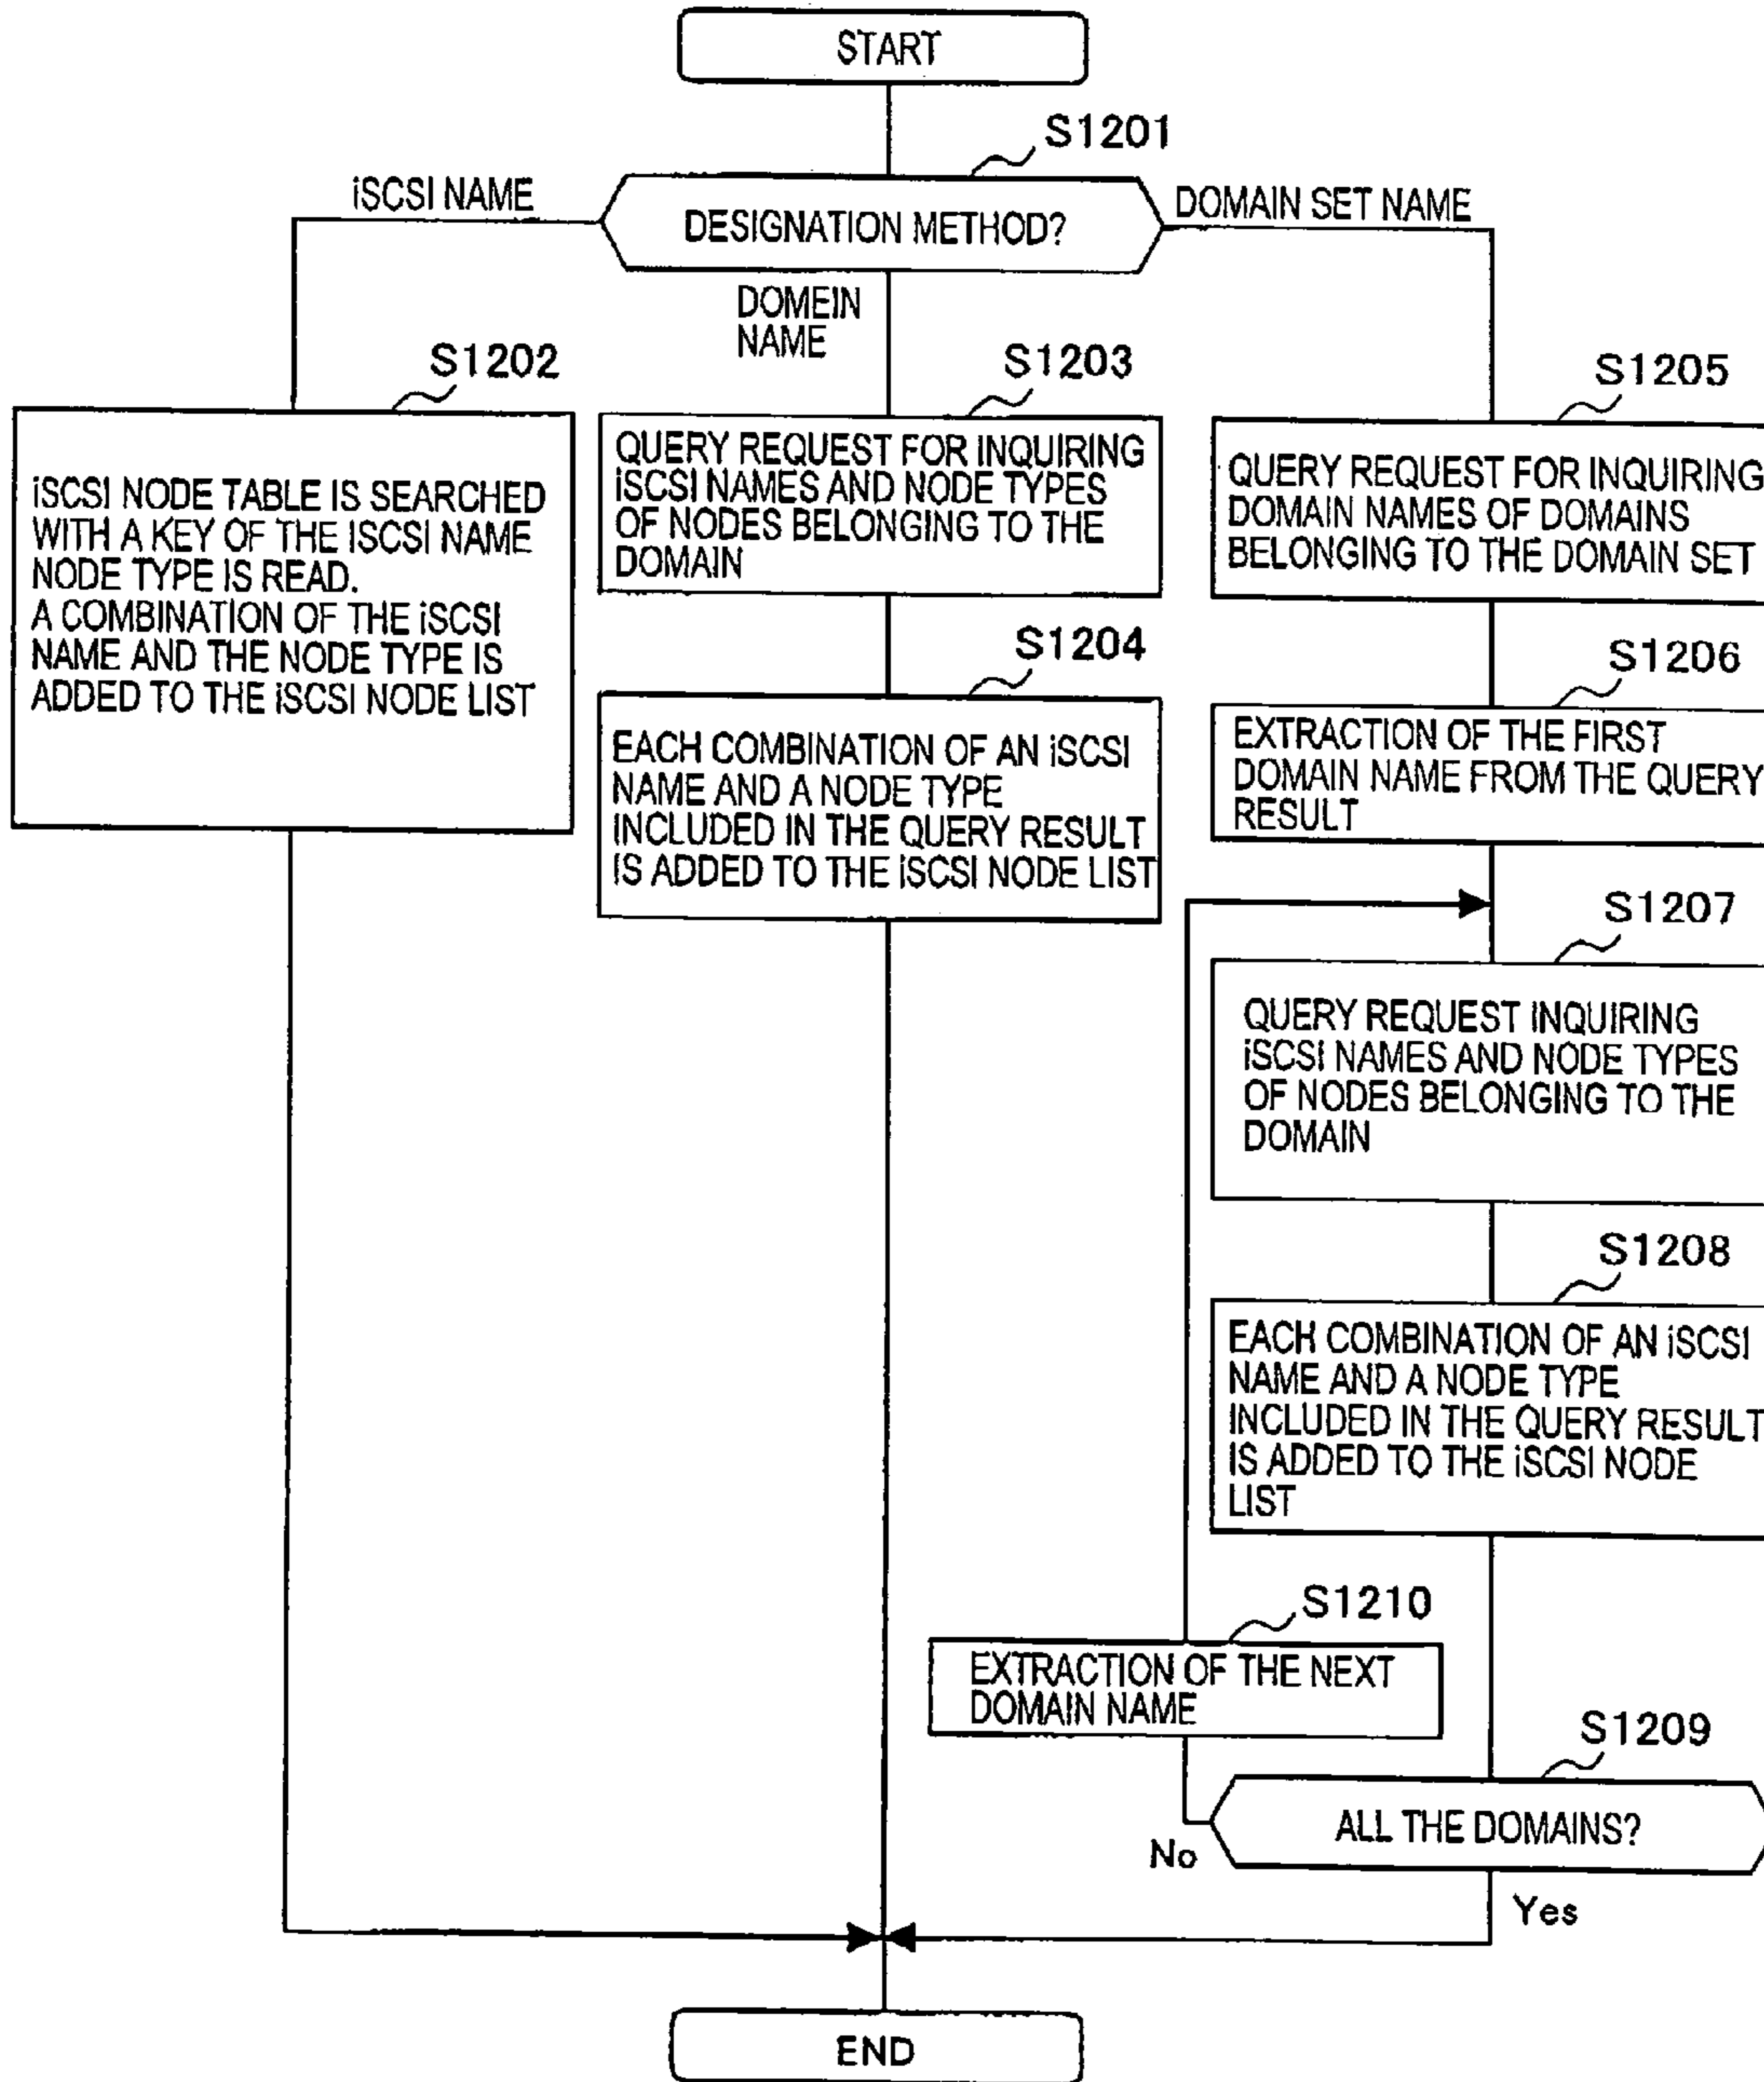 START
S1201
iSCSI NAME
DESIGNATION METHOD?
DOMAIN SET NAME
DOMEIN
NAME
S1202
iSCSI NODE TABLE IS SEARCHED
WITH A KEY OF THE ISCSI NAME
NODE TYPE IS READ.
A COMBINATION OF THE iSCSI
NAME AND THE NODE TYPE IS
ADDED TO THE iSCSI NODE LIST
S1203
QUERY REQUEST FOR INQUIRING
iSCSI NAMES AND NODE TYPES
OF NODES BELONGING TO THE
DOMAIN
S1204
EACH COMBINATION OF AN iSCSI
NAME AND A NODE TYPE
INCLUDED IN THE QUERY RESULT
IS ADDED TO THE iSCSI NODE LIST
S1205
QUERY REQUEST FOR INQUIRING
DOMAIN NAMES OF DOMAINS
BELONGING TO THE DOMAIN SET
S1206
EXTRACTION OF THE FIRST
DOMAIN NAME FROM THE QUERY
RESULT
S1207
QUERY REQUEST INQUIRING
iSCSI NAMES AND NODE TYPES
OF NODES BELONGING TO THE
DOMAIN
S1208
EACH COMBINATION OF AN iSCSI
NAME AND A NODE TYPE
INCLUDED IN THE QUERY RESULT
IS ADDED TO THE iSCSI NODE
LIST
S1210
EXTRACTION OF THE NEXT
DOMAIN NAME
S1209
ALL THE DOMAINS?
No
Yes
END